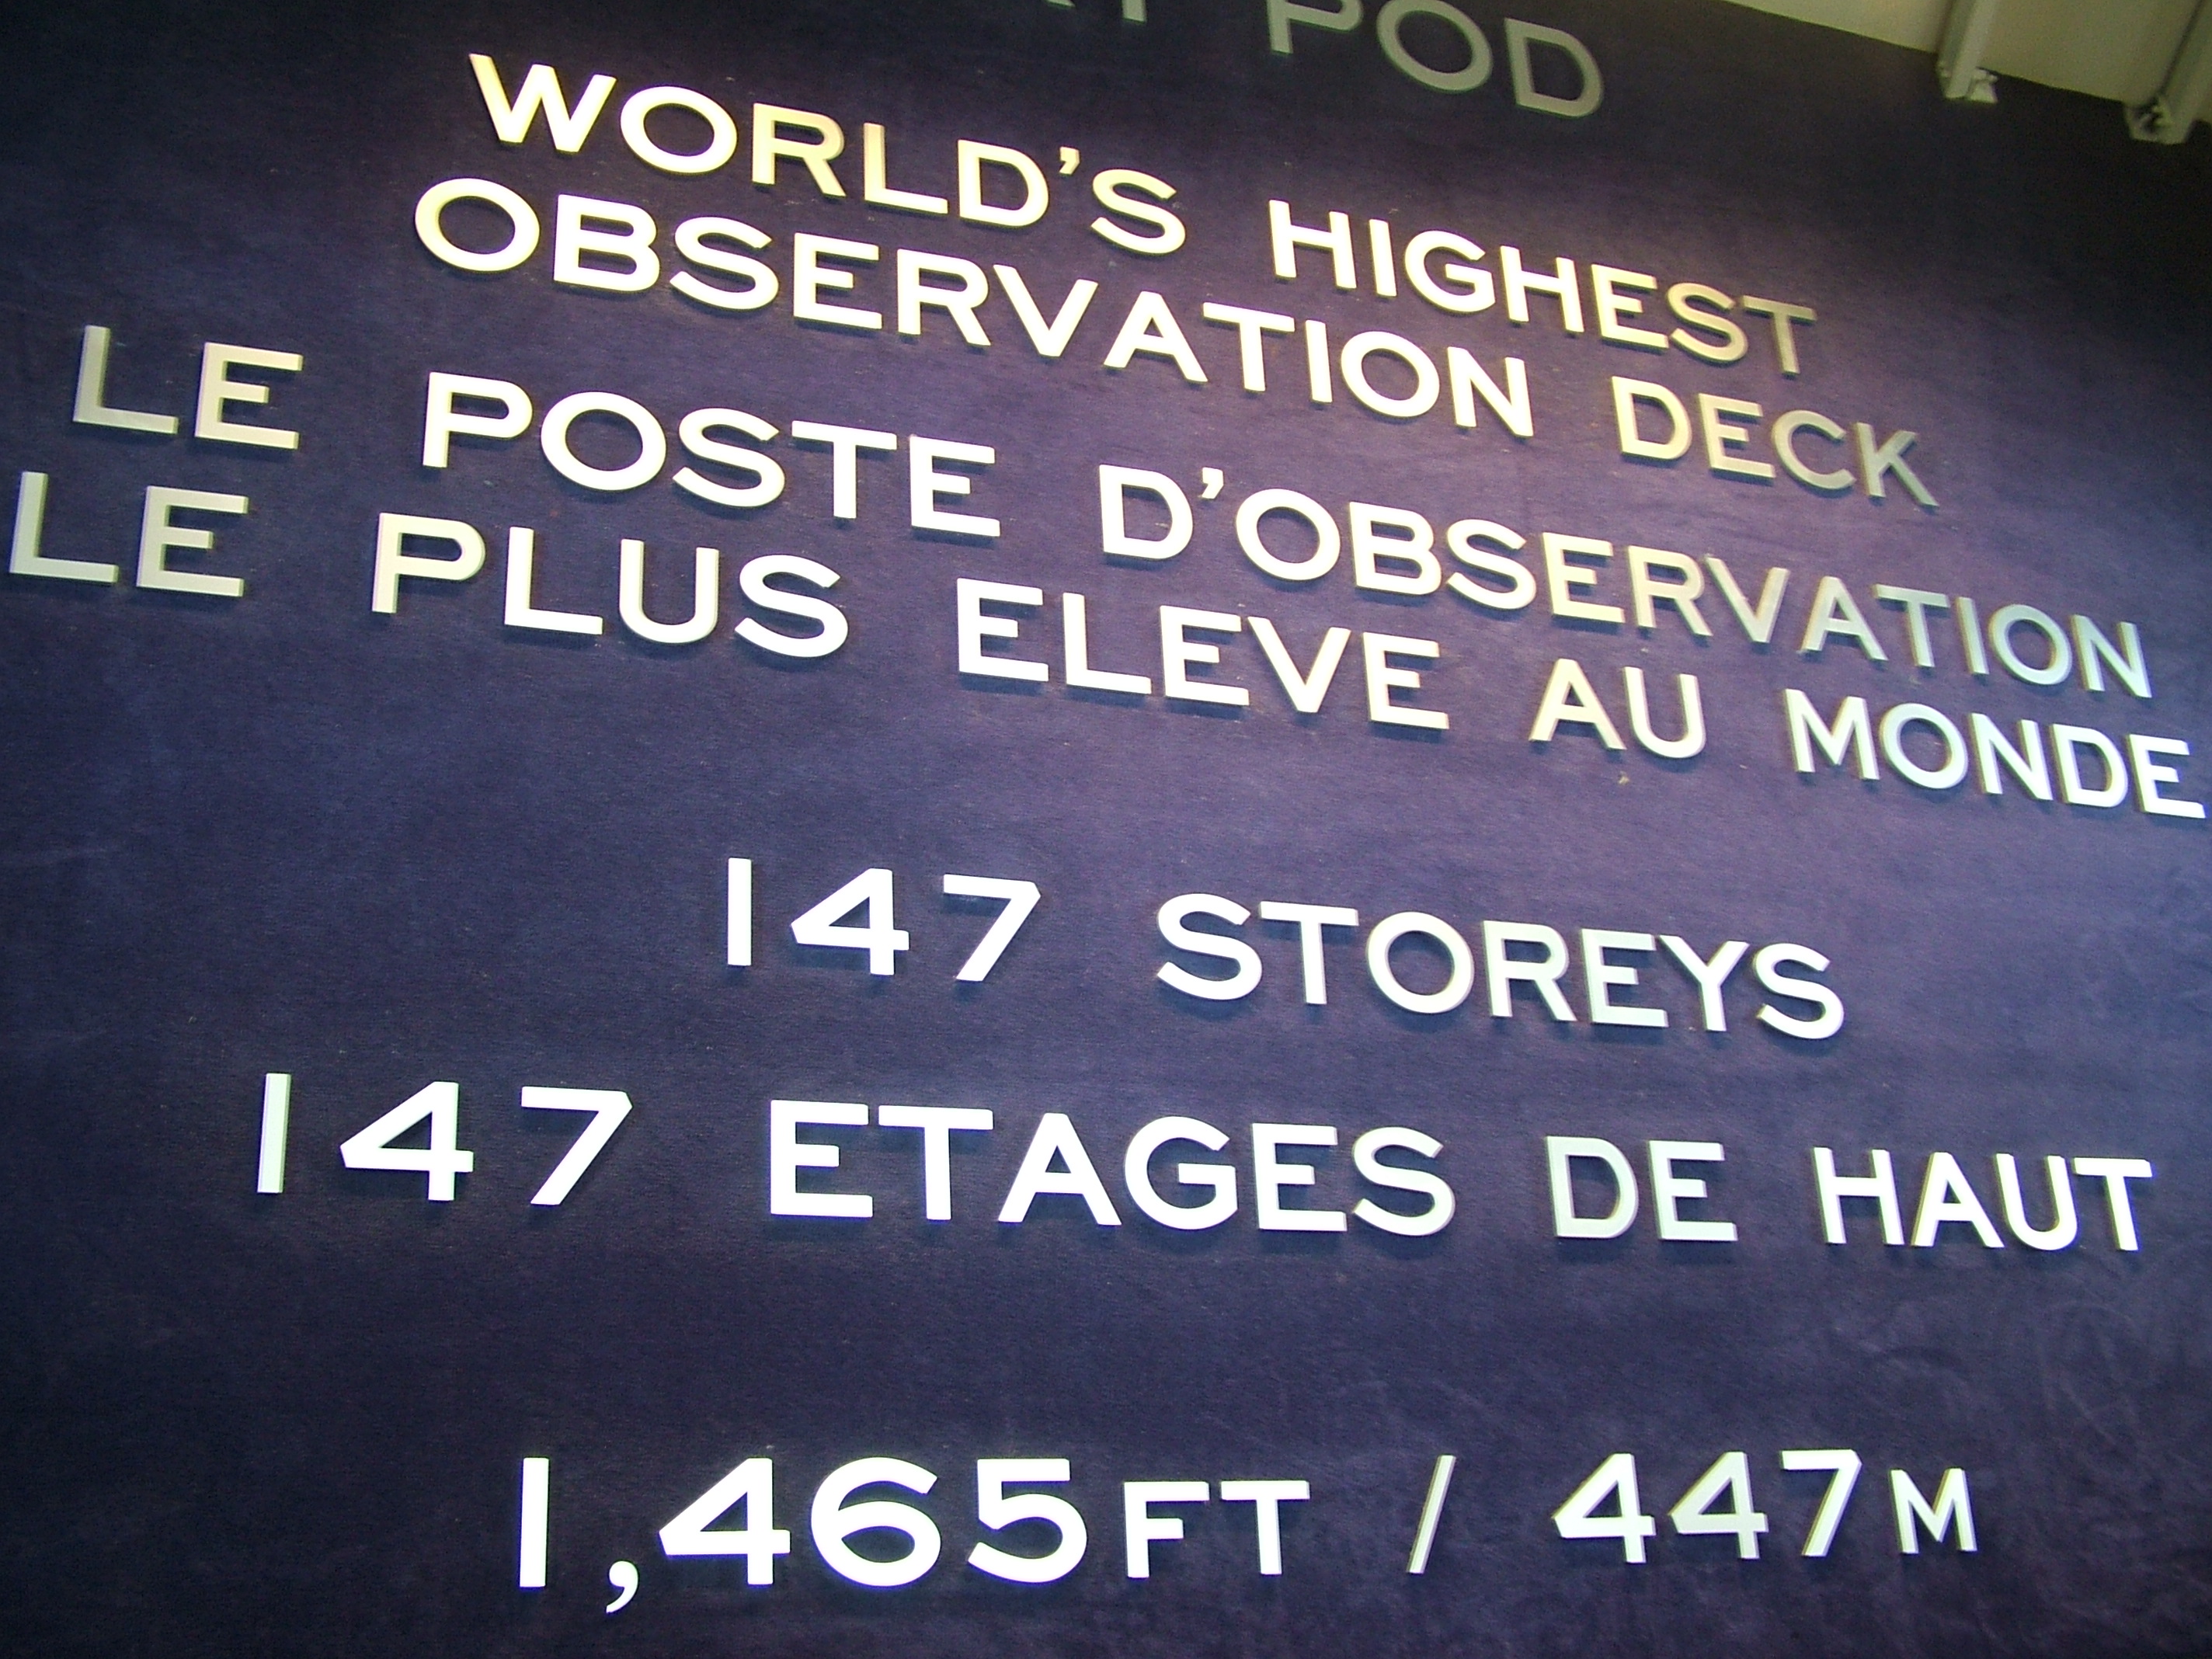 POD
WORLD'S HIGHEST
OBSERVATION DECK
LE POSTE D'OBSERVATION
LE PLUS ELEVE AU MONDE
147 STOREYS
147 ETAGES DE HAUT
1,465FT / 447M